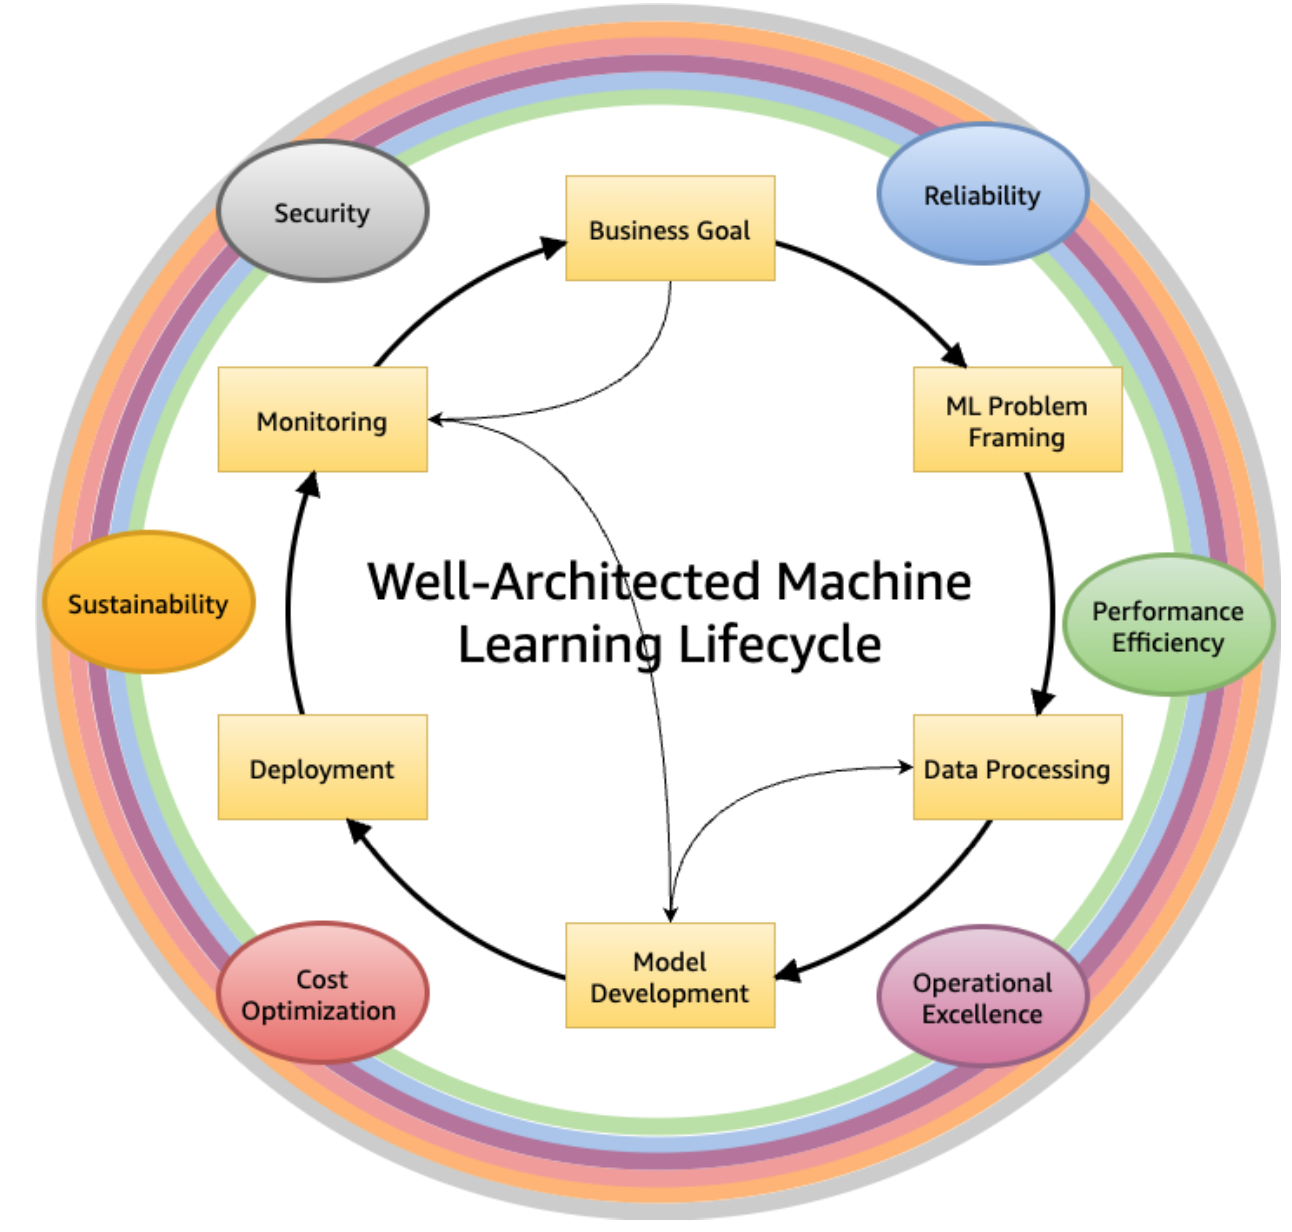 Security
Reliability
Business Goal
Monitoring
ML Problem
Framing
Well-Architected Machine
Learning Lifecycle
Sustainability
Performance
Efficiency
Deployment
Data Processing
Cost
Optimization
Model
Development
Operational
Excellence